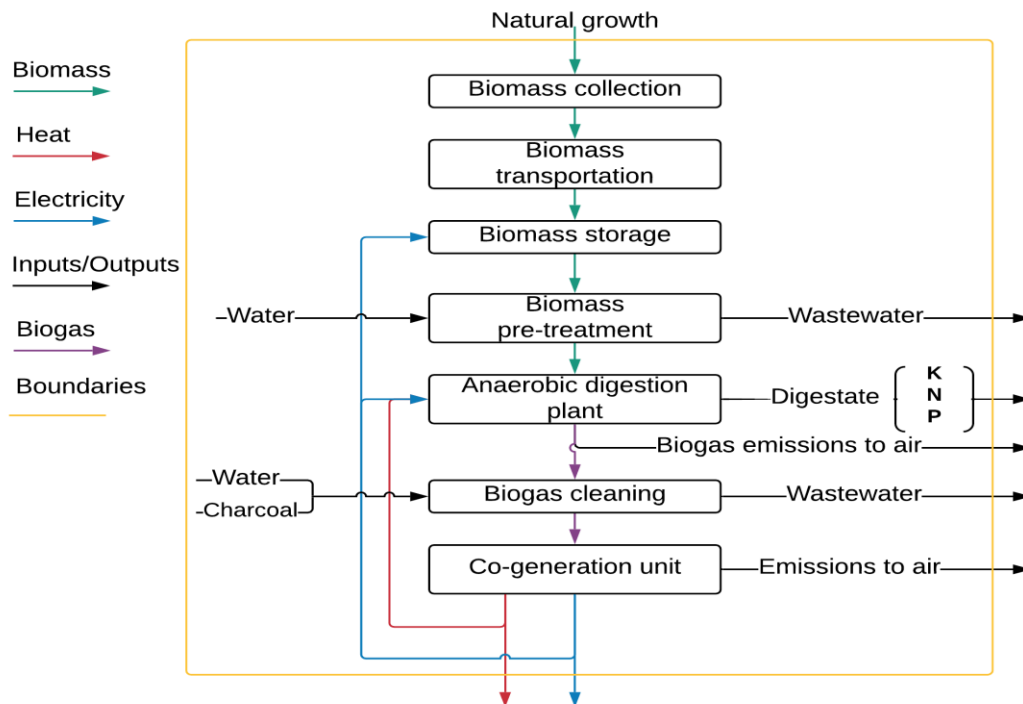 Natural growth
Biomass
Heat
Electricity
Inputs/Outputs
Biogas
Boundaries
Biomass collection
Biomass
transportation
Biomass storage
Water
Biomass
pre-treatment
Wastewater
Anaerobic digestion
plant
Digestate
K
N
P
Biogas emissions to air
Water
Charcoal
Biogas cleaning
Wastewater
Co-generation unit
Emissions to air